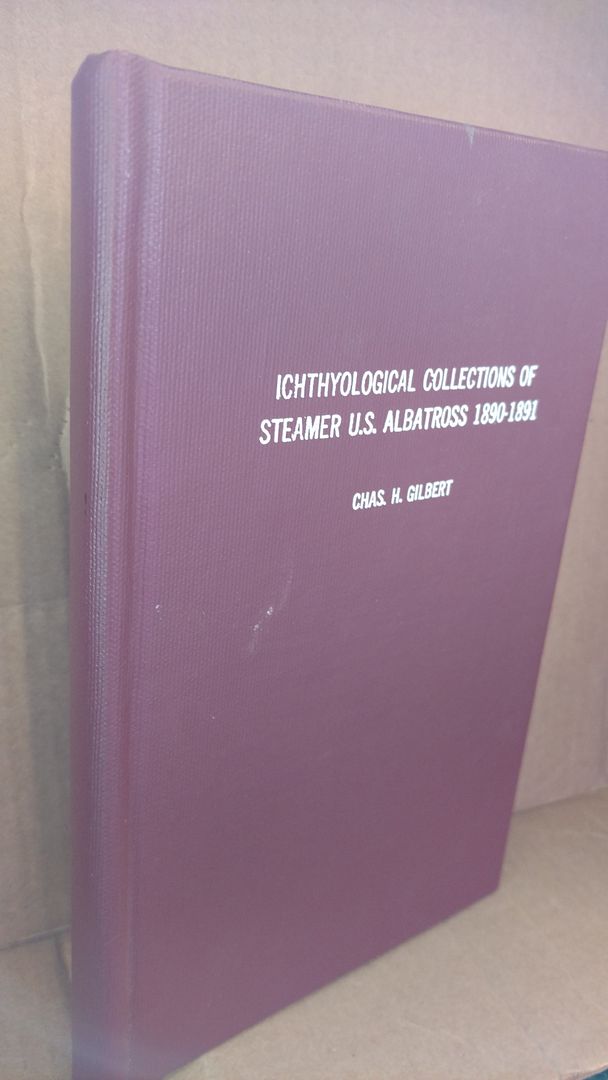 ICHTHYOLOGICAL COLLECTIONS OF
STEAMER U.S. ALBATROSS 1890-1891
CHAS. H. GILBERT